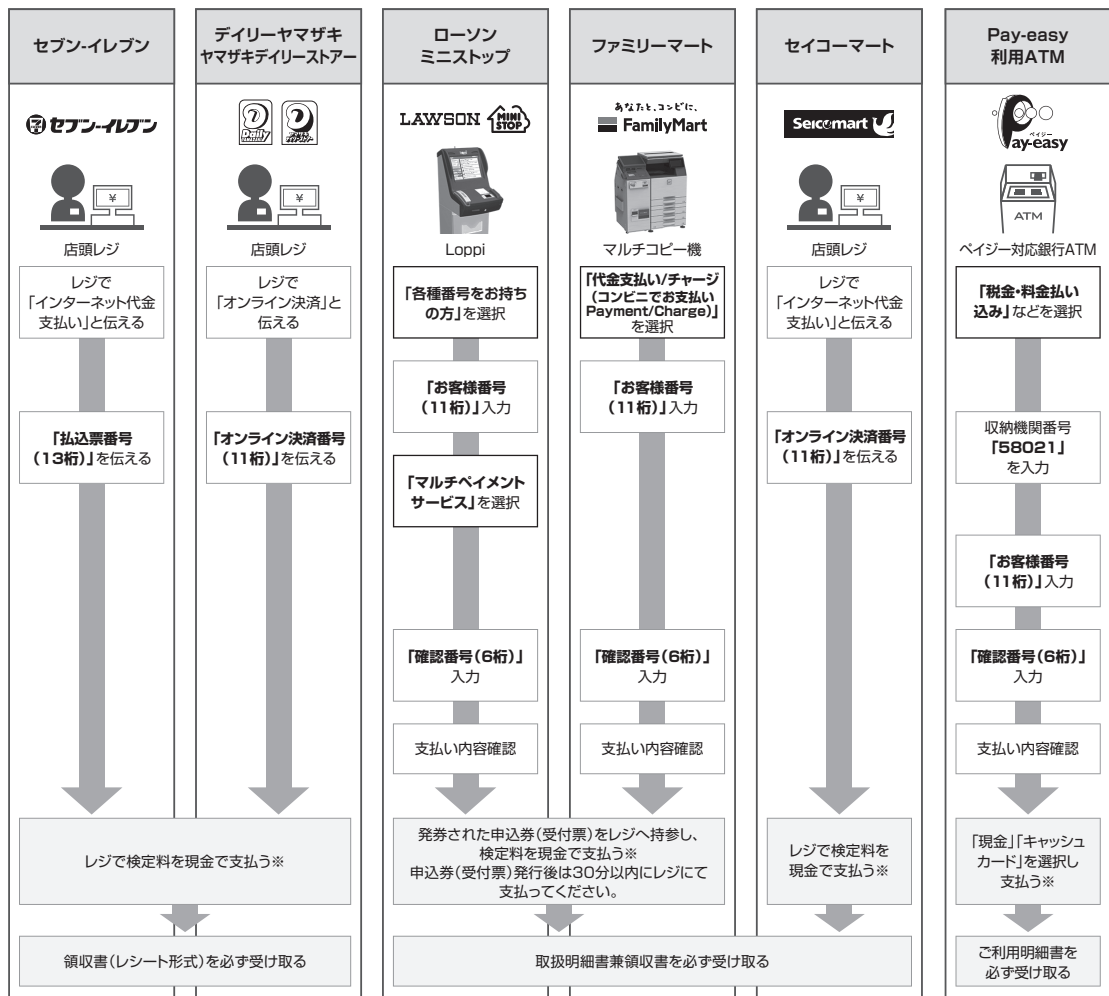 セブン-イレブン
セブン-イレブン
店頭レジ
レジで
「インターネット代金
支払い」と伝える
「払込票番号
(13桁)」を伝える
デイリーヤマザキ
ヤマザキデイリーストアー
Daily
店頭レジ
レジで
「オンライン決済」と
伝える
「オンライン決済番号
(11桁)」を伝える
レジで検定料を現金で支払う※
領収書(レシート形式)を必ず受け取る
ローソン
ミニストップ
LAWSON
MINI
STOP
Loppi
「各種番号をお持ち
の方」を選択
「お客様番号
(11桁)」入力
「マルチペイメント
サービス」を選択
「確認番号(6桁)」
入力
支払い内容確認
ファミリーマート
あなたと、コンビに、
FamilyMart
マルチコピー機
「代金支払い/チャージ
(コンビニでお支払い
Payment/Charge)」
を選択
「お客様番号
(11桁)」入力
「確認番号(6桁)」
入力
支払い内容確認
発券された申込券(受付票)をレジへ持参し、
検定料を現金で支払う※
申込券(受付票)発行後は30分以内にレジにて
支払ってください。
セイコーマート
Seicomart
店頭レジ
レジで
「インターネット代金
支払い」と伝える
「オンライン決済番号
(11桁)」を伝える
レジで検定料を
現金で支払う※
取扱明細書兼領収書を必ず受け取る
Pay-easy
利用ATM
ペイジー
Pay-easy
ATM
ペイジー対応銀行ATM
「税金・料金払い
込み」などを選択
収納機関番号
「58021」
を入力
「お客様番号
(11桁)」入力
「確認番号(6桁)」
入力
支払い内容確認
「現金」「キャッシュ
カード」を選択し
支払う※
ご利用明細書を
必ず受け取る